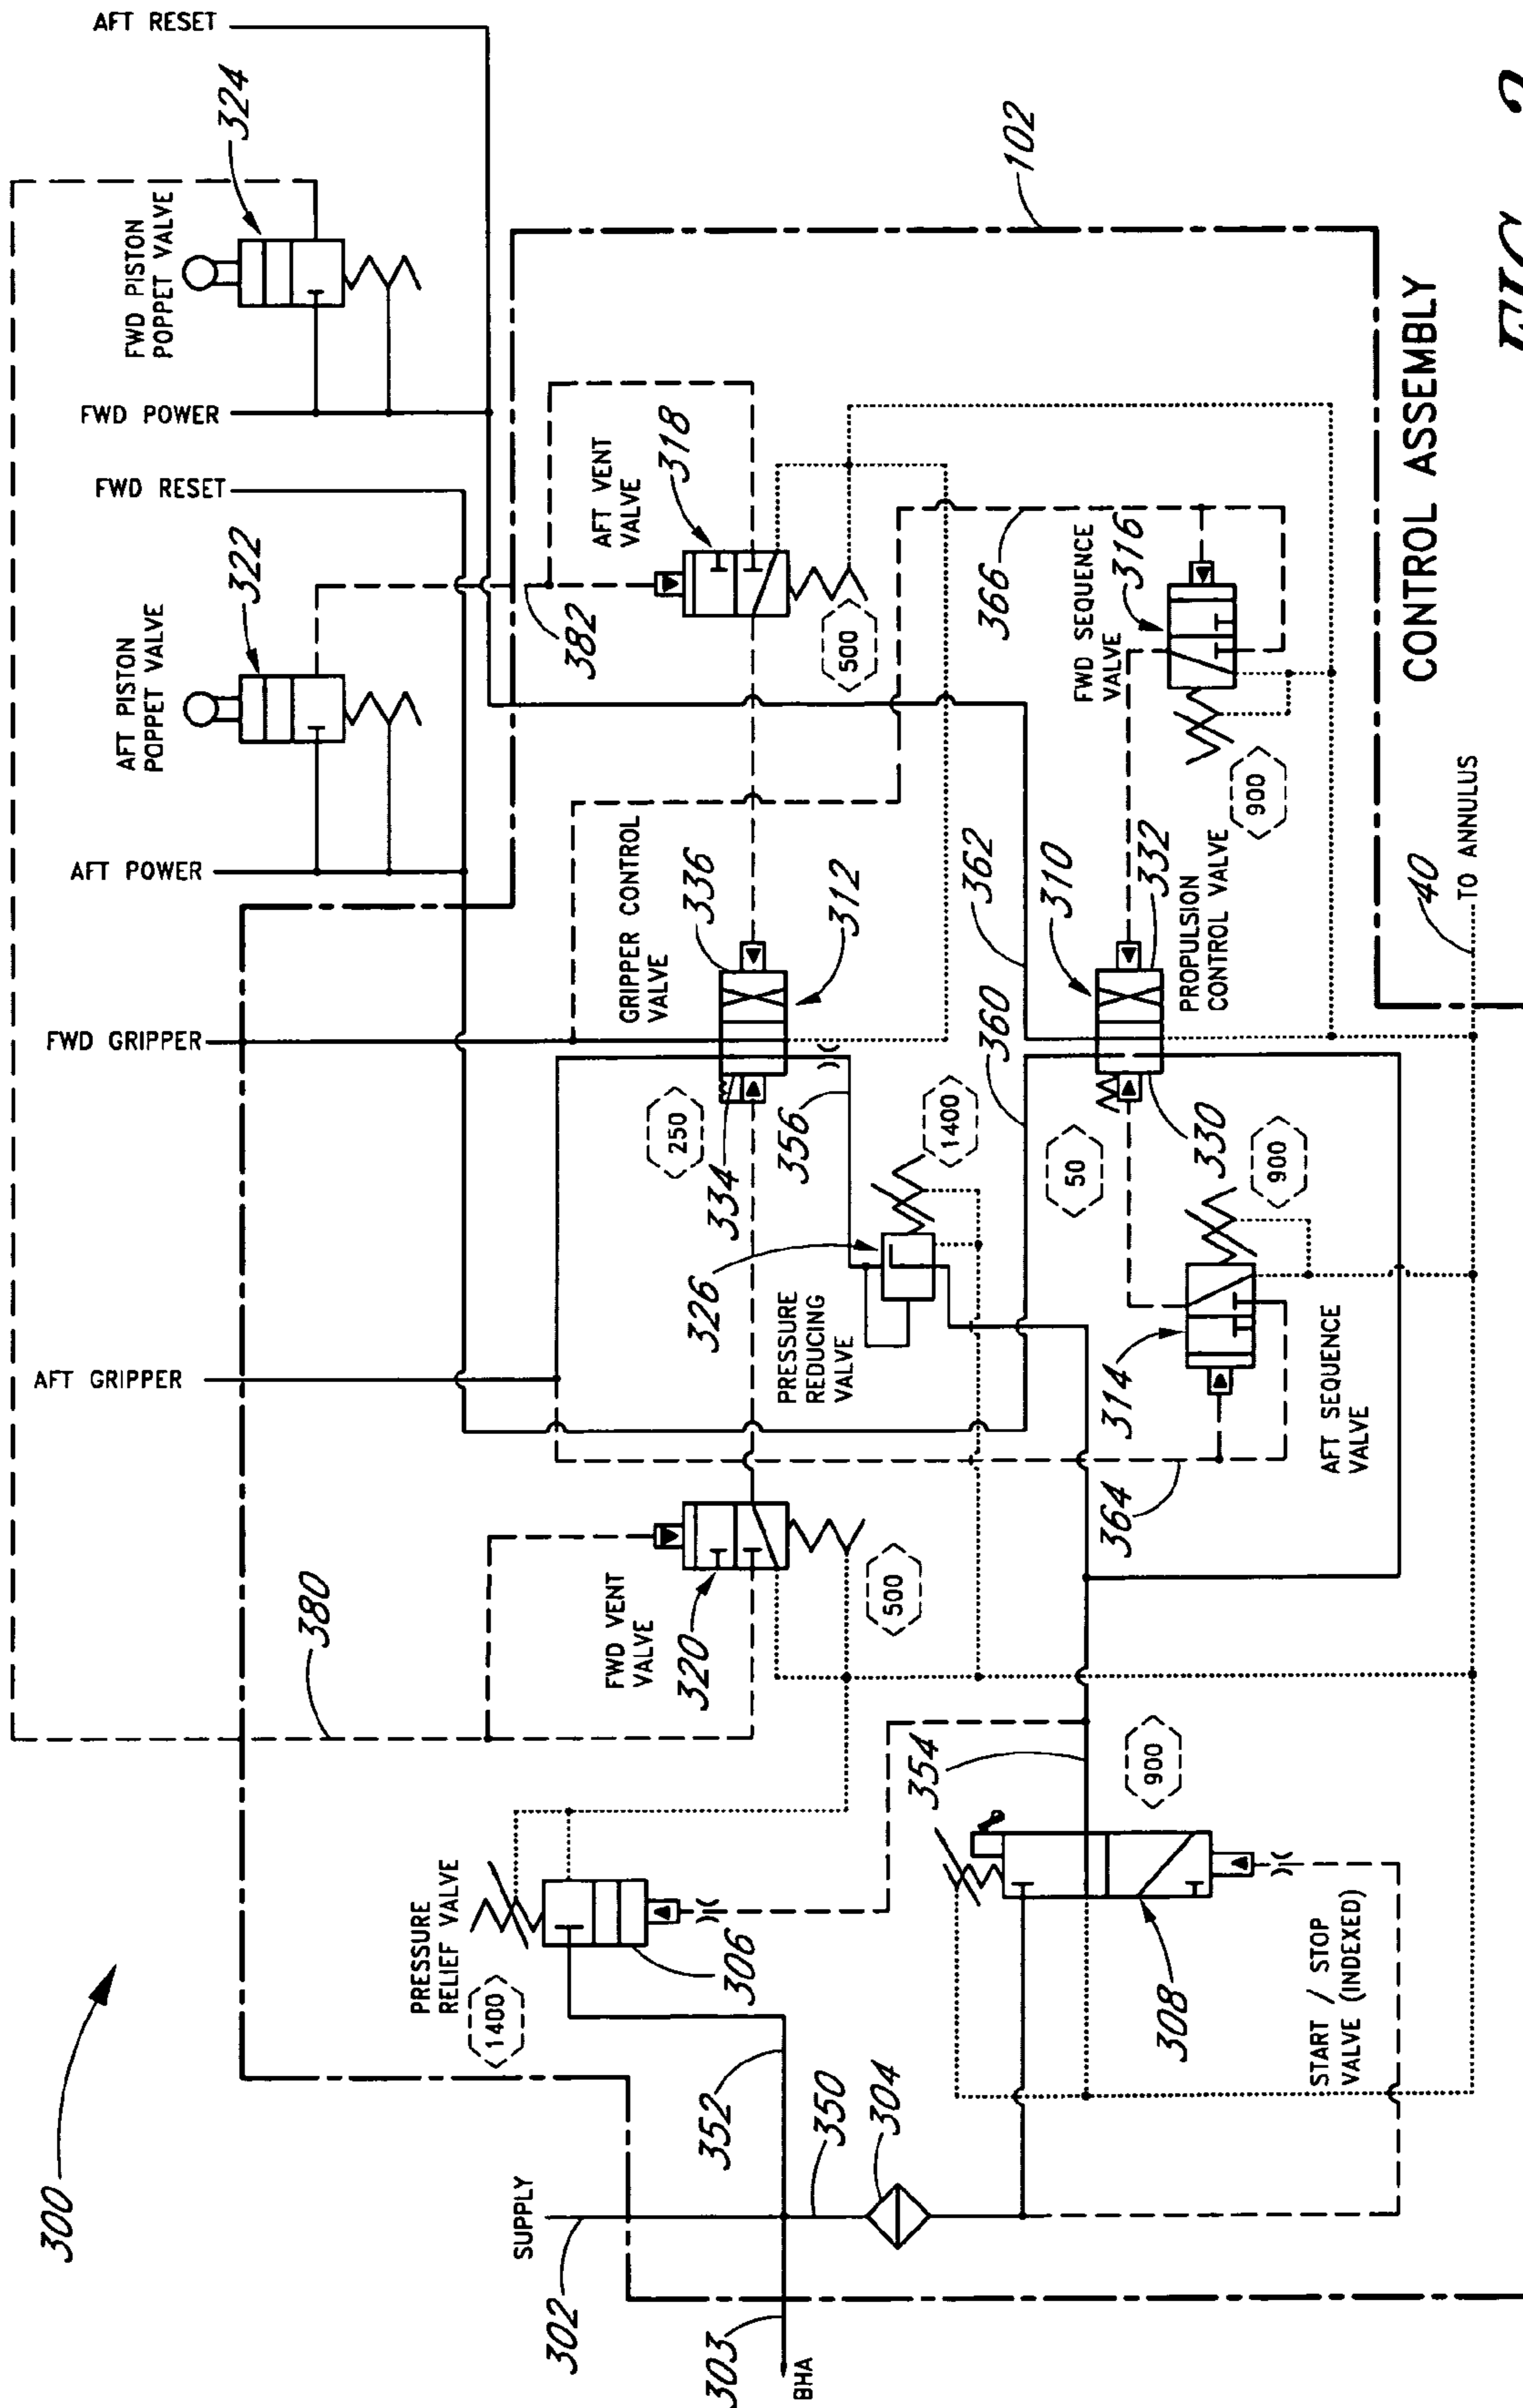 300
AFT RESET
324
FWD PISTON
POPPET VALVE
FWD POWER
FWD RESET
322
AFT PISTON
POPPET VALVE
AFT POWER
FWD GRIPPER
AFT GRIPPER
380
382
AFT VENT
VALVE
318
500
102
GRIPPER CONTROL
VALVE
336
312
250
334
356
1400
326
PRESSURE
REDUCING
VALVE
FWD VENT
VALVE
320
500
PRESSURE
RELIEF VALVE
1400
306
SUPPLY
302
352
350
304
303
BHA
354
900
308
START / STOP
VALVE (INDEXED)
360
362
366
FWD SEQUENCE
VALVE
316
900
310
332
PROPULSION
CONTROL VALVE
50
330
900
314
AFT SEQUENCE
VALVE
364
40
TO ANNULUS
CONTROL ASSEMBLY